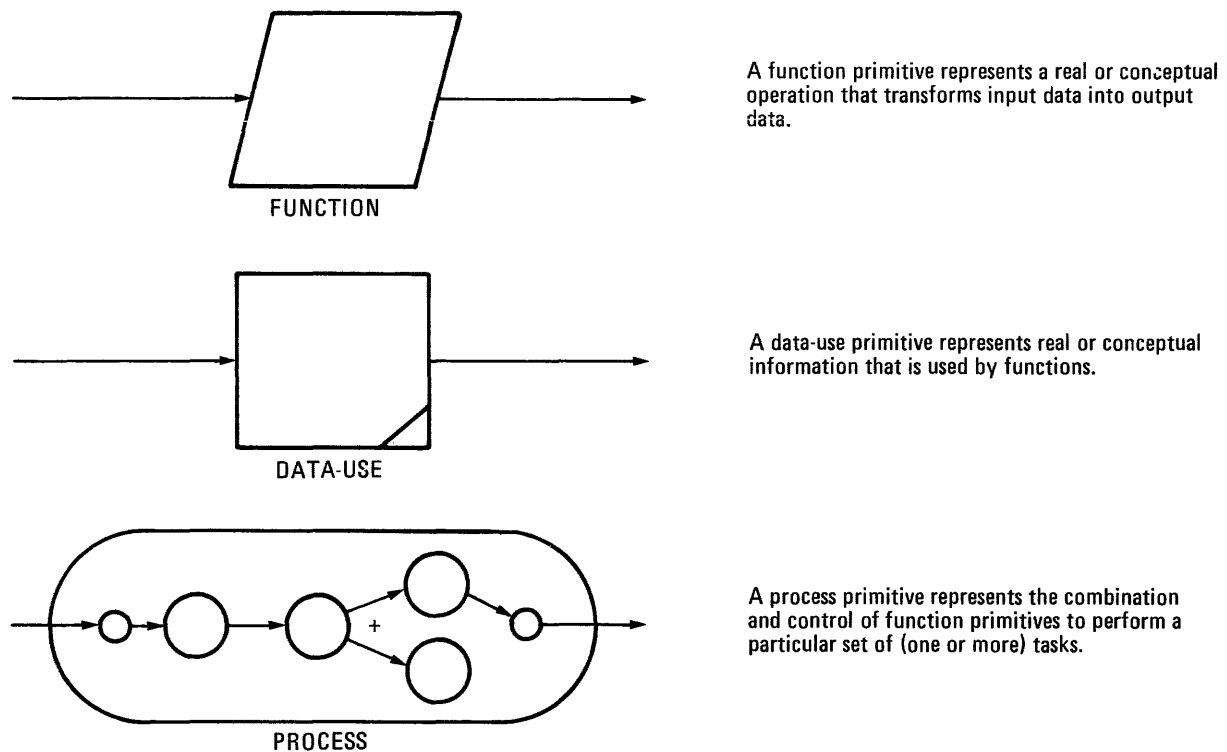 A function primitive represents a real or conceptual
operation that transforms input data into output
data.
FUNCTION
A data-use primitive represents real or conceptual
information that is used by functions.
DATA-USE
+
A process primitive represents the combination
and control of function primitives to perform a
particular set of (one or more) tasks.
PROCESS